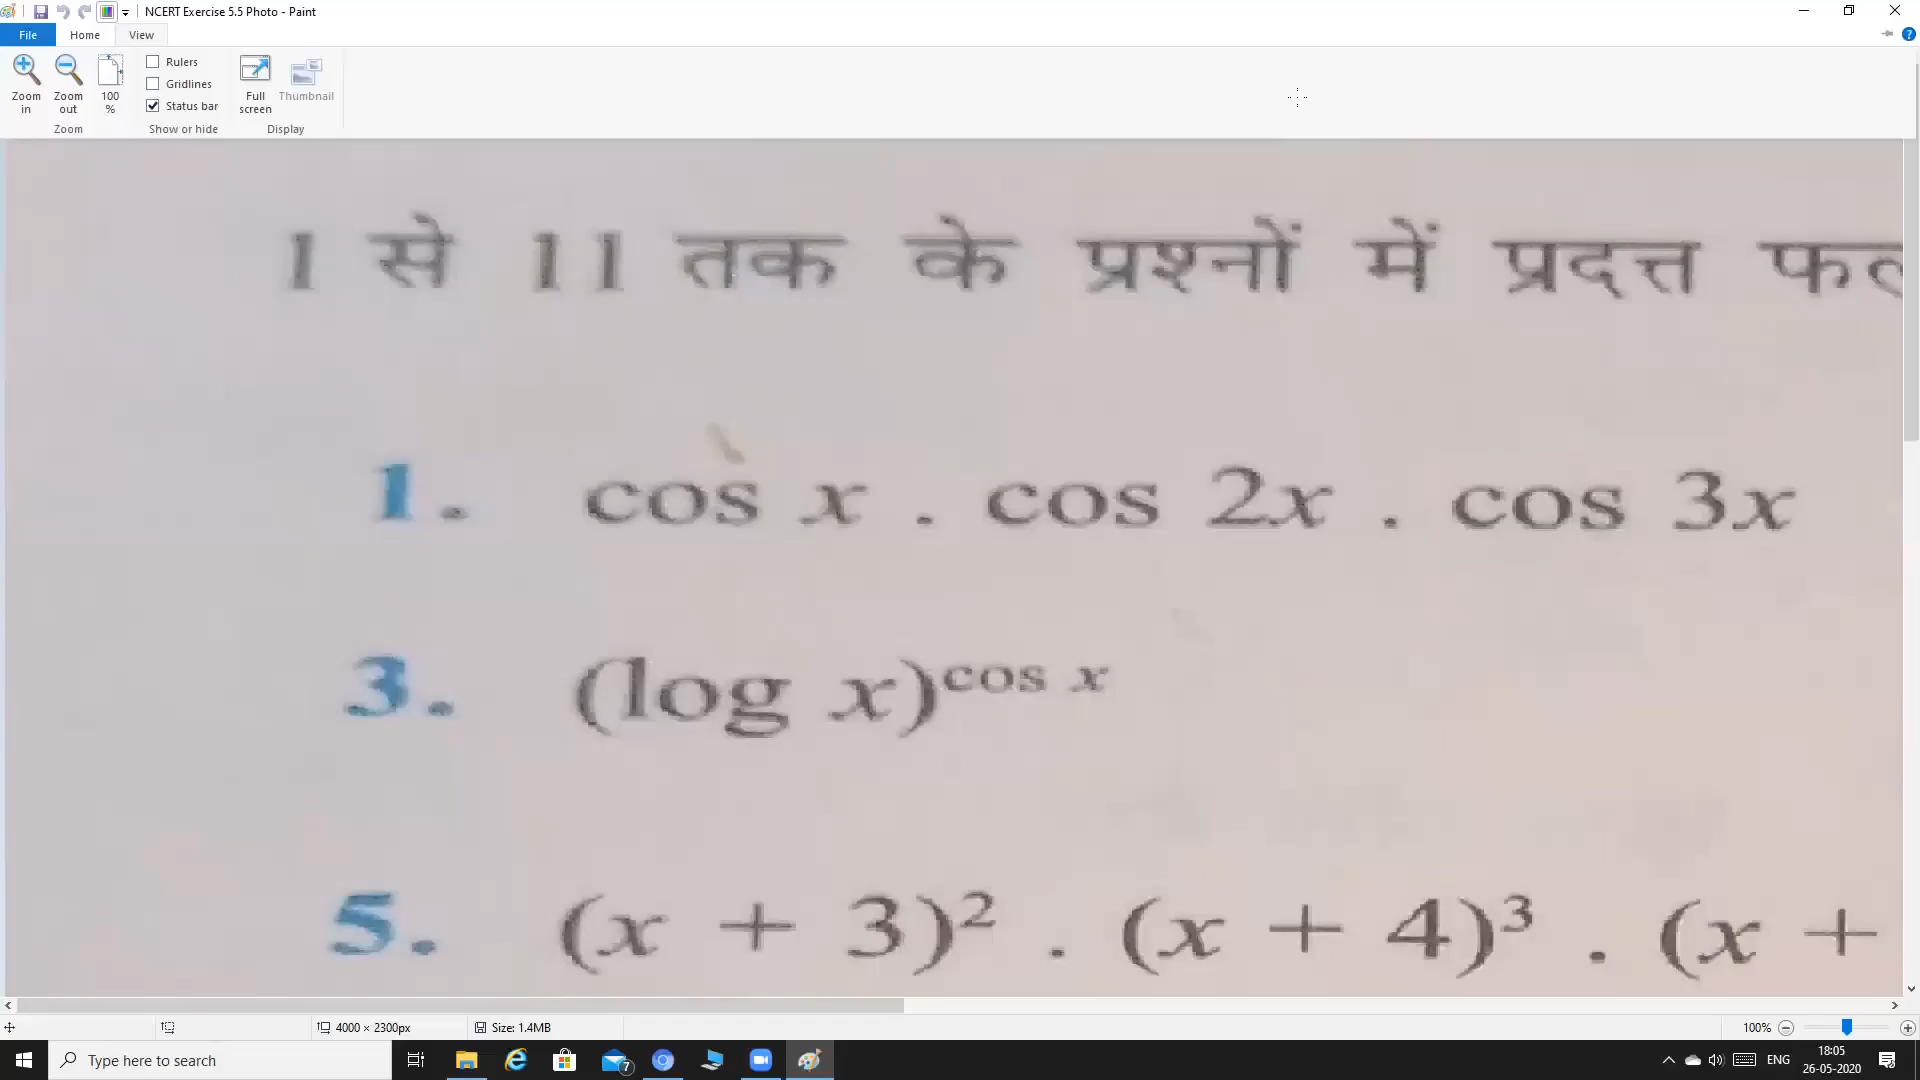 NCERT Exercise 5.5 Photo - Paint
File Home View
Zoom in
Zoom out
100 %
Rulers
Gridlines
Status bar
Full screen
Thumbnail
Zoom
Show or hide
Display
1 से 11 तक के प्रश्नों में प्रदत्त
1. cos x . cos 2x . cos 3x
3. (log x)^cos x
5. (x + 3)² . (x + 4)³ . (x +
4000 × 2300px
Size: 1.4MB
100%
Type here to search
7
ENG
18:05
26-05-2020